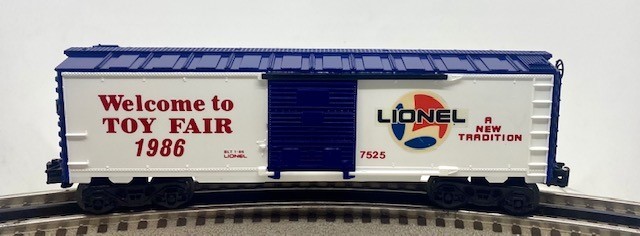 Welcome to
TOY FAIR
1986
BLT 1-86
LIONEL
7525
LIONEL
A
NEW
TRADITION